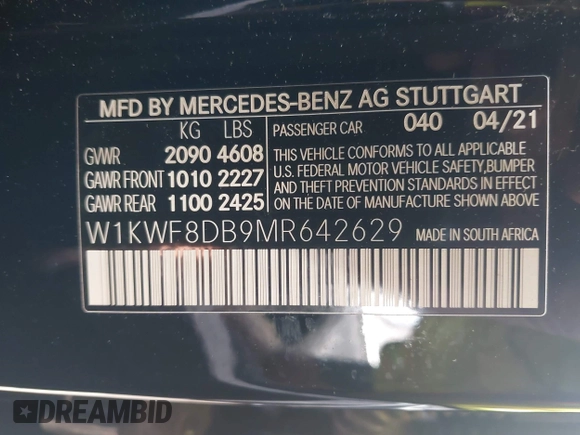 MFD BY MERCEDES-BENZ AG STUTTGART
KG LBS PASSENGER CAR 040 04/21
GVWR 2090 4608
GAWR FRONT 1010 2227
GAWR REAR 1100 2425
THIS VEHICLE CONFORMS TO ALL APPLICABLE
U.S. FEDERAL MOTOR VEHICLE SAFETY, BUMPER
AND THEFT PREVENTION STANDARDS IN EFFECT
ON THE DATE OF MANUFACTURE SHOWN ABOVE
W1KWF8DB9MR642629 MADE IN SOUTH AFRICA
DREAMBID